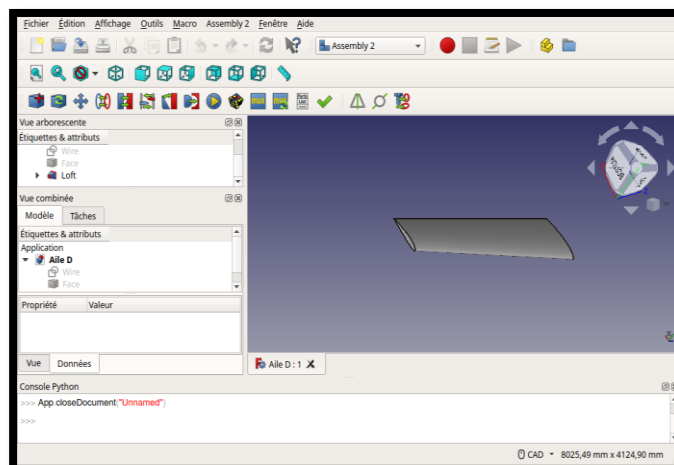 Fichier Édition Affichage Outils Macro Assembly 2 Fenêtre Aide
Assembly 2
Vue arborescente
Étiquettes & attributs
Wire
Face
Loft
Vue combinée
Modèle Tâches
Étiquettes & attributs
Application
Aile D
Wire
Face
Propriété Valeur
Vue Données
Aile D : 1
Console Python
>>> App.closeDocument("Unnamed")
>>>
CAD 8025,49 mm x 4124,90 mm